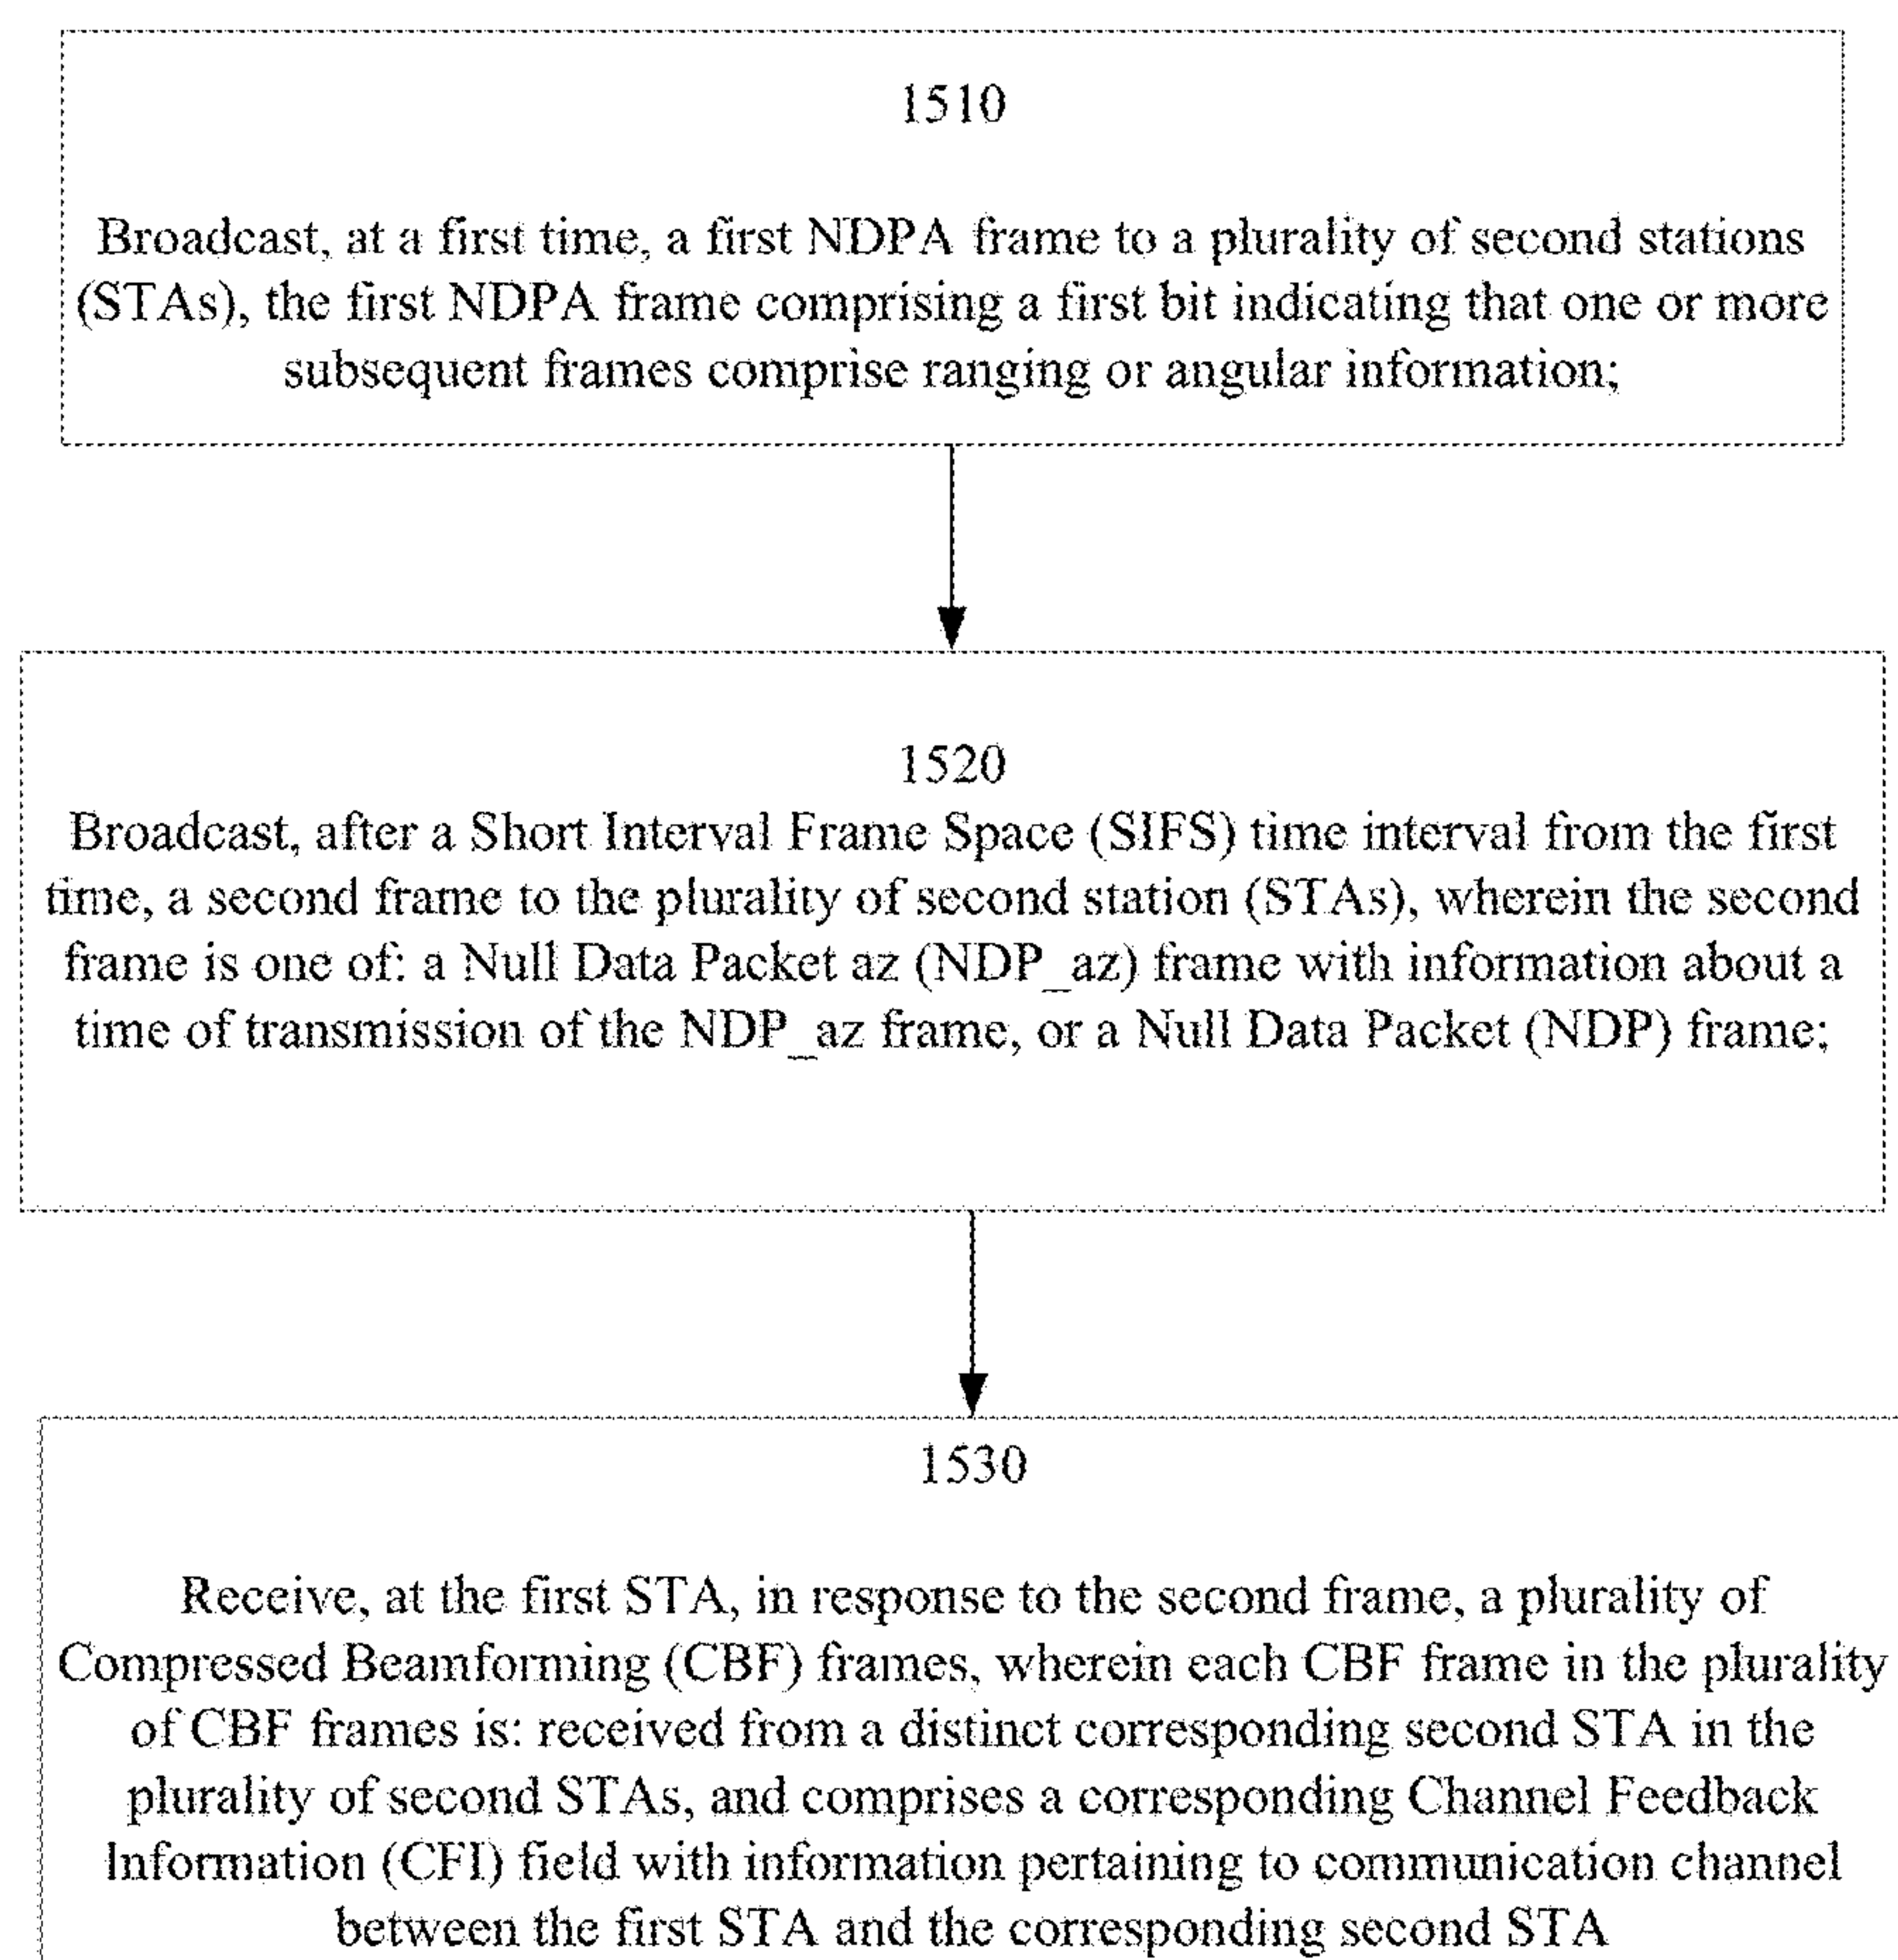 1510
Broadcast, at a first time, a first NDPA frame to a plurality of second stations
(STAs), the first NDPA frame comprising a first bit indicating that one or more
subsequent frames comprise ranging or angular information;
1520
Broadcast, after a Short Interval Frame Space (SIFS) time interval from the first
time, a second frame to the plurality of second station (STAs), wherein the second
frame is one of: a Null Data Packet az (NDP_az) frame with information about a
time of transmission of the NDP_az frame, or a Null Data Packet (NDP) frame;
1530
Receive, at the first STA, in response to the second frame, a plurality of
Compressed Beamforming (CBF) frames, wherein each CBF frame in the plurality
of CBF frames is: received from a distinct corresponding second STA in the
plurality of second STAs, and comprises a corresponding Channel Feedback
Information (CFI) field with information pertaining to communication channel
between the first STA and the corresponding second STA